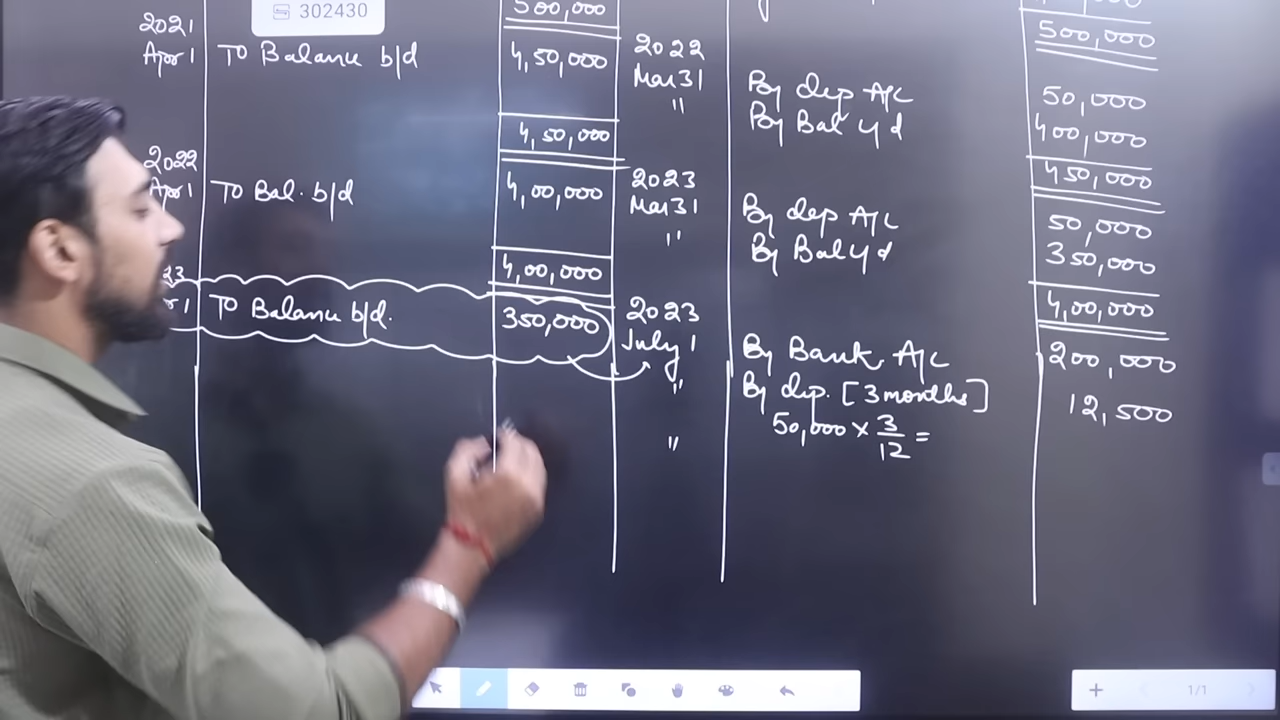 302430
500,000
500,000
2021
Apr 1 To Balance b/d 4,50,000 2022
Mar 31 By dep A/c 50,000
" By Bal c/d 400,000
4,50,000 450,000
2022
Apr 1 To Bal. b/d 4,00,000 2023
Mar 31 By dep A/c 50,000
" By Bal c/d 350,000
4,00,000 4,00,000
23
r 1 To Balance b/d. 350,000 2023
July 1 By Bank A/c 200,000
" By dep. [3 months] 12,500
50,000 × 3/12 =
"
1/1